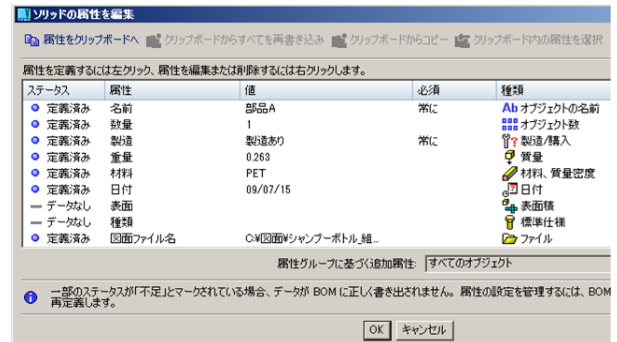 ソリッドの属性を編集
属性をクリップボードへ クリップボードからすべてを再書き込み クリップボードからコピー クリップボード内の属性を選択
属性を定義するには左クリック、属性を編集または削除するには右クリックします。
ステータス 属性 値 必須 種類
定義済み 名前 部品A 常に Ab オブジェクトの名前
定義済み 数量 1 オブジェクト数
定義済み 製造 製造あり 常に 製造/購入
定義済み 重量 0.263 質量
定義済み 材料 PET 材料、質量密度
定義済み 日付 09/07/15 日付
データなし 表面 表面積
データなし 種類 標準仕様
定義済み 図面ファイル名 C:¥図面¥シャンプーボトル_組... ファイル
属性グループに基づく追加属性: すべてのオブジェクト
一部のステータスが「不足」とマークされている場合、データが BOM に正しく書き出されません。属性の設定を管理するには、BOM
再定義します。
OK キャンセル